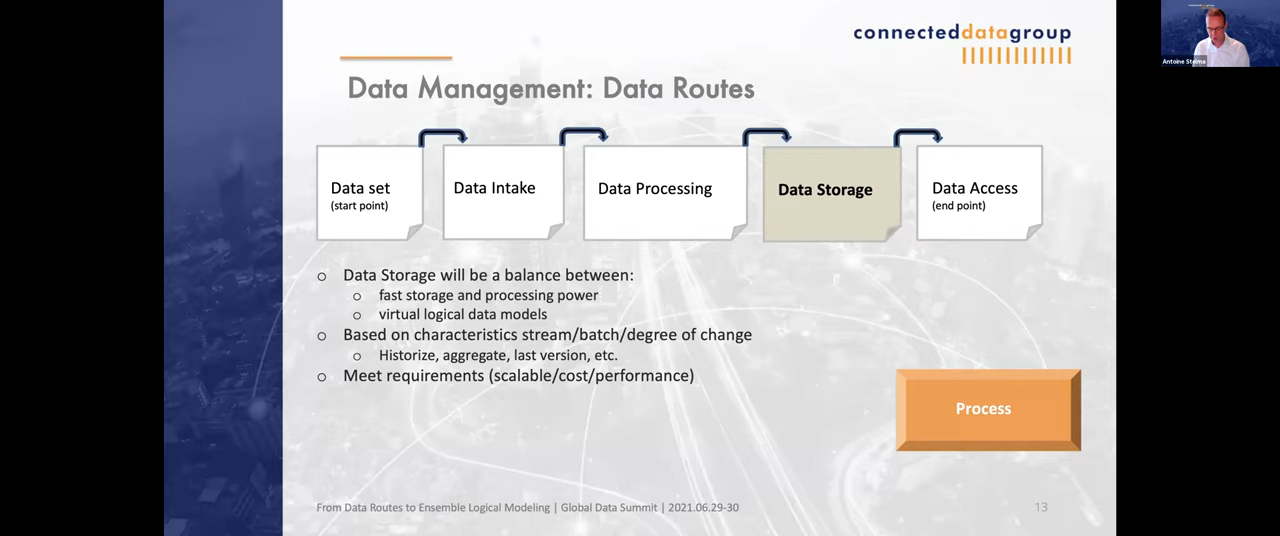 connecteddatagroup
Antoine Stelma
Data Management: Data Routes
Data set
(start point)
Data Intake
Data Processing
Data Storage
Data Access
(end point)
o Data Storage will be a balance between:
o fast storage and processing power
o virtual logical data models
o Based on characteristics stream/batch/degree of change
o Historize, aggregate, last version, etc.
o Meet requirements (scalable/cost/performance)
Process
From Data Routes to Ensemble Logical Modeling | Global Data Summit | 2021.06.29-30
13